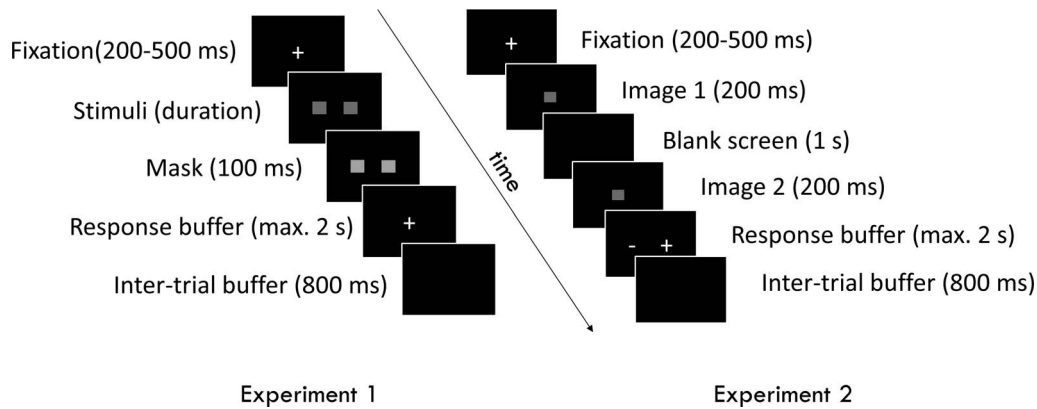 Fixation(200-500 ms)
+
Stimuli (duration)
Mask (100 ms)
Response buffer (max. 2 s)
+
Inter-trial buffer (800 ms)
time
+
Fixation (200-500 ms)
Image 1 (200 ms)
Blank screen (1 s)
Image 2 (200 ms)
- +
Response buffer (max. 2 s)
Inter-trial buffer (800 ms)
Experiment 1
Experiment 2